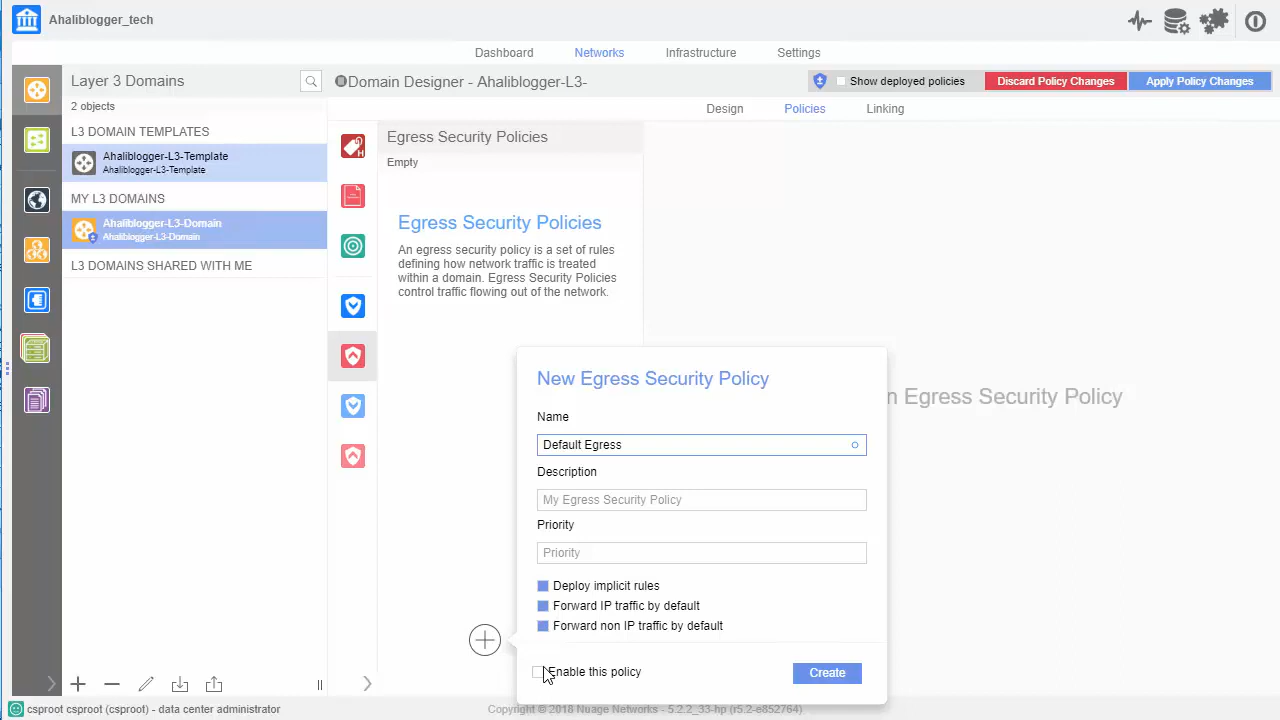 Ahaliblogger_tech
Dashboard
Networks
Infrastructure
Settings
Layer 3 Domains
2 objects
L3 DOMAIN TEMPLATES
Ahaliblogger-L3-Template
Ahaliblogger-L3-Template
MY L3 DOMAINS
Ahaliblogger-L3-Domain
Ahaliblogger-L3-Domain
L3 DOMAINS SHARED WITH ME
Domain Designer - Ahaliblogger-L3-
Show deployed policies
Discard Policy Changes
Apply Policy Changes
Design
Policies
Linking
Egress Security Policies
Empty
Egress Security Policies
An egress security policy is a set of rules
defining how network traffic is treated
within a domain. Egress Security Policies
control traffic flowing out of the network.
n Egress Security Policy
New Egress Security Policy
Name
Default Egress
Description
My Egress Security Policy
Priority
Priority
Deploy implicit rules
Forward IP traffic by default
Forward non IP traffic by default
Enable this policy
Create
csproot csproot (csproot) - data center administrator
Copyright © 2018 Nuage Networks - 5.2.2_33-hp (r5.2-e852764)